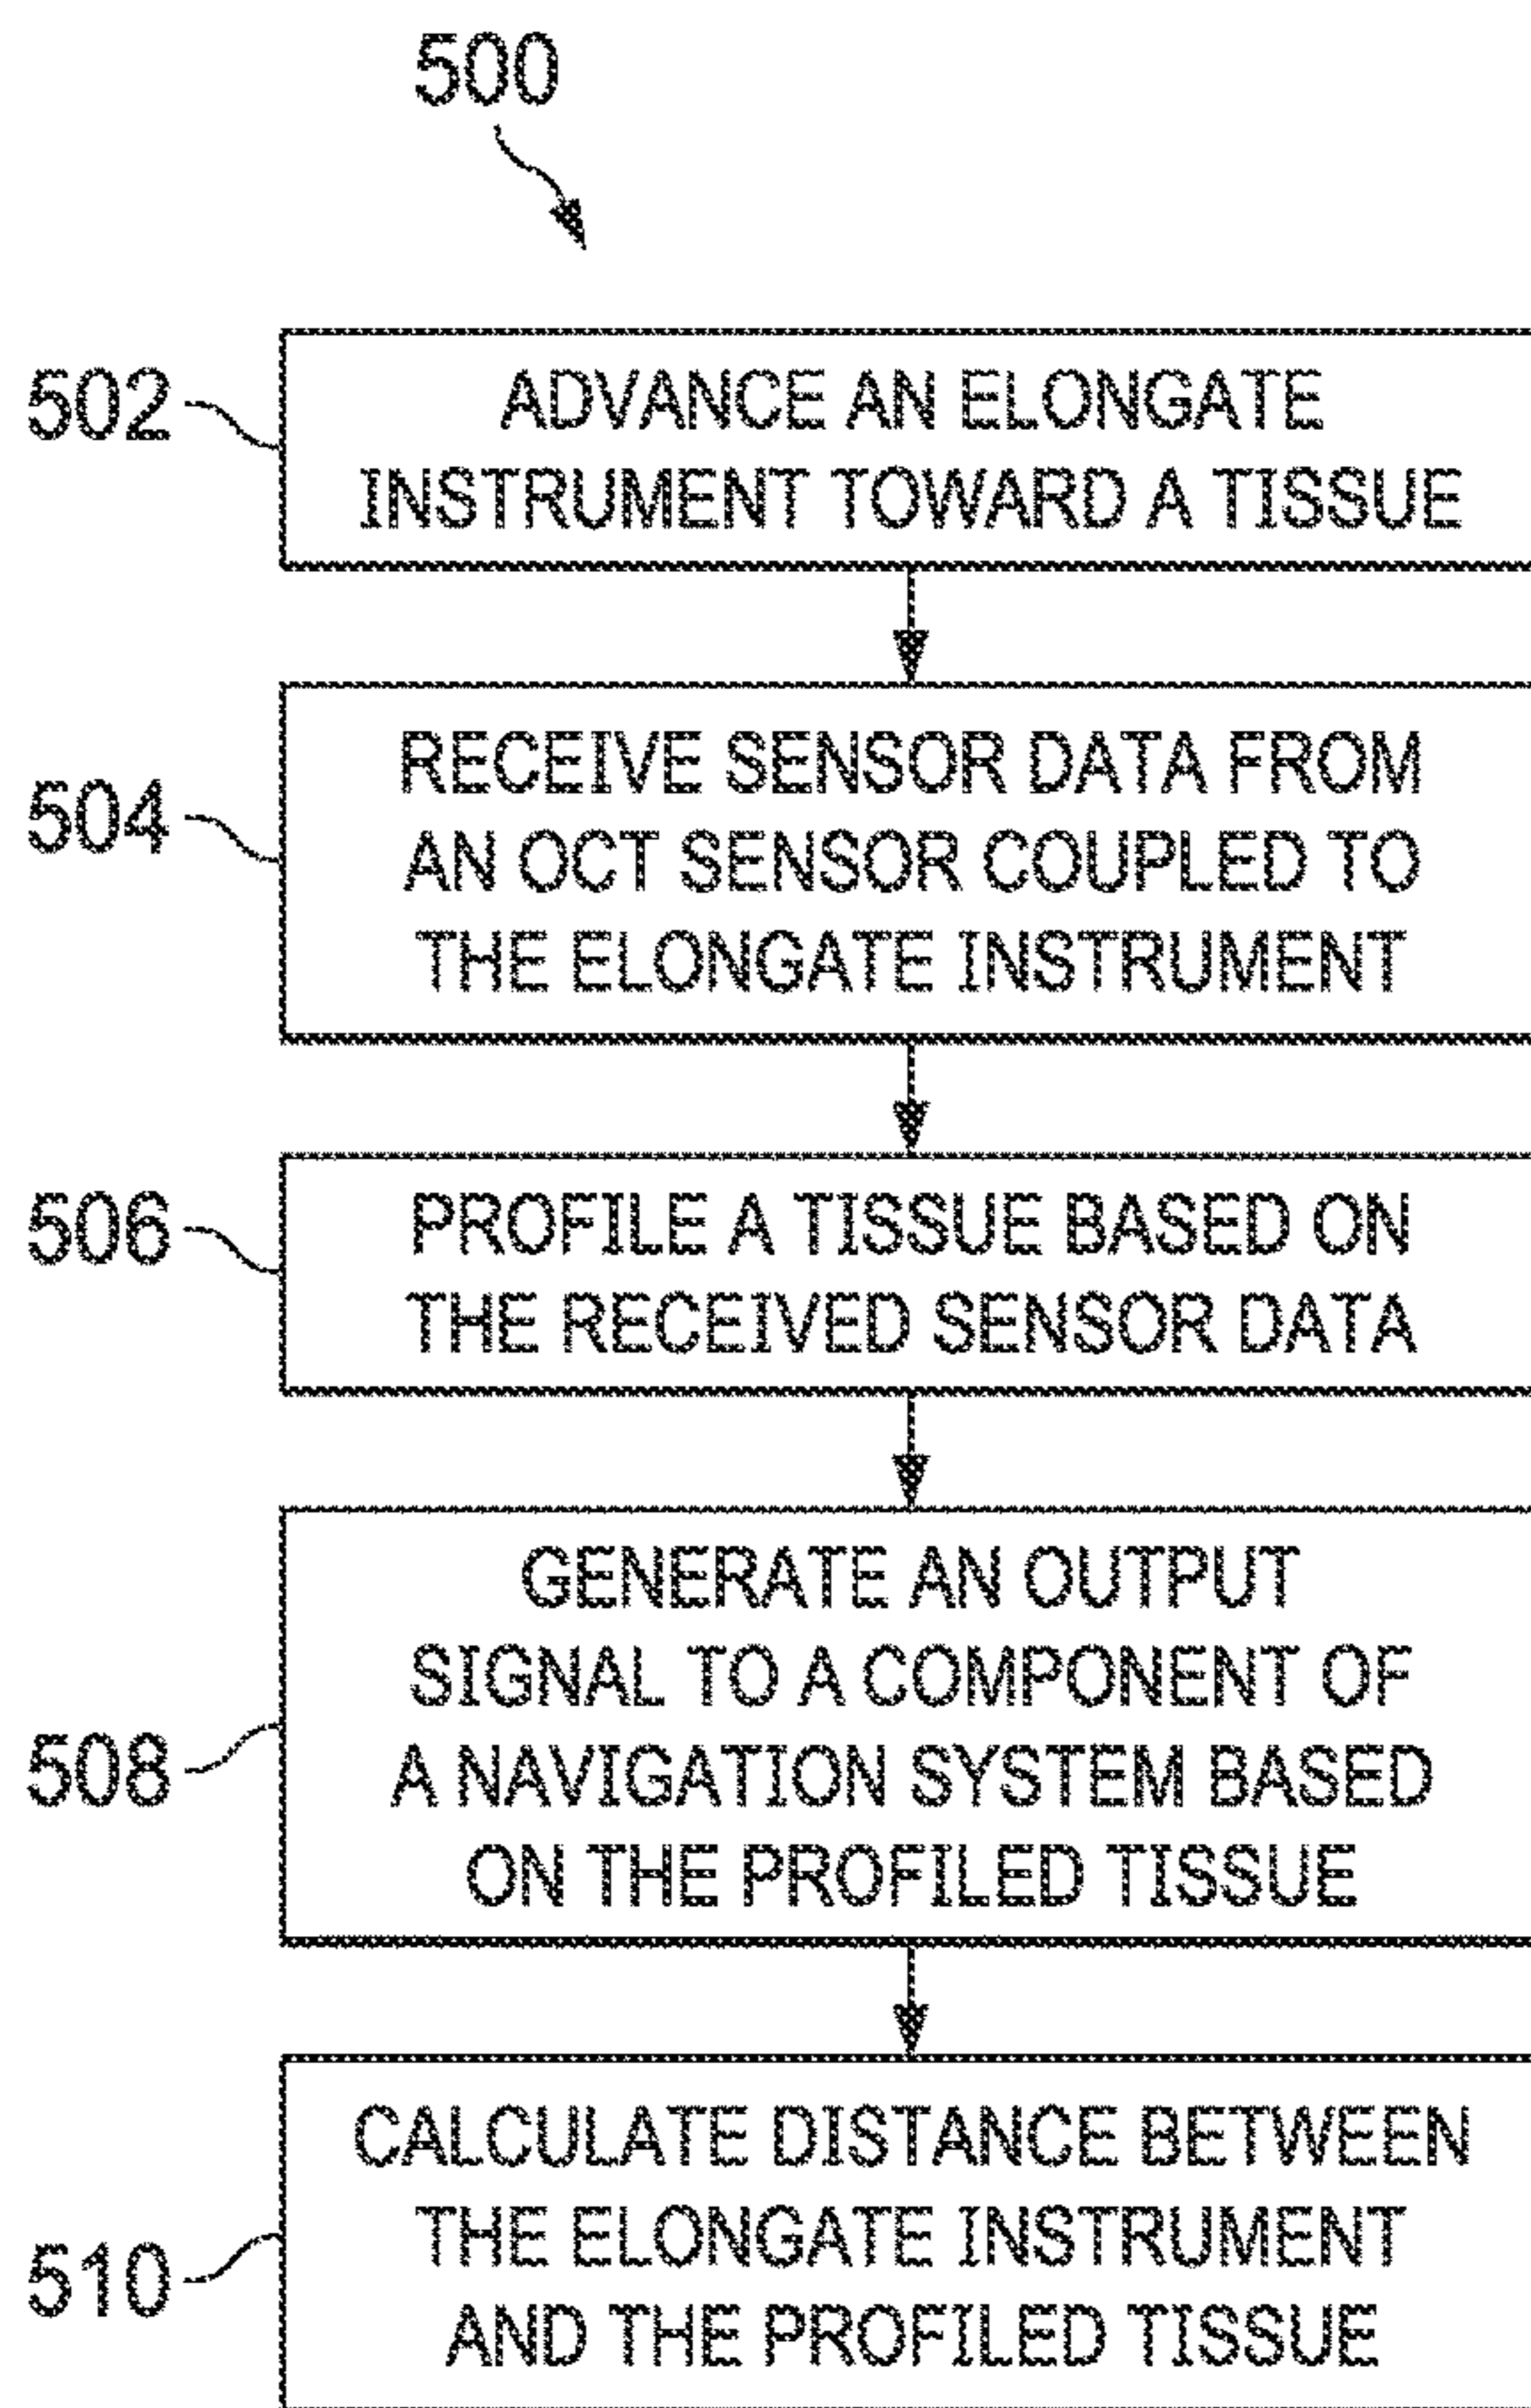 500
502
ADVANCE AN ELONGATE
INSTRUMENT TOWARD A TISSUE
504
RECEIVE SENSOR DATA FROM
AN OCT SENSOR COUPLED TO
THE ELONGATE INSTRUMENT
506
PROFILE A TISSUE BASED ON
THE RECEIVED SENSOR DATA
508
GENERATE AN OUTPUT
SIGNAL TO A COMPONENT OF
A NAVIGATION SYSTEM BASED
ON THE PROFILED TISSUE
510
CALCULATE DISTANCE BETWEEN
THE ELONGATE INSTRUMENT
AND THE PROFILED TISSUE